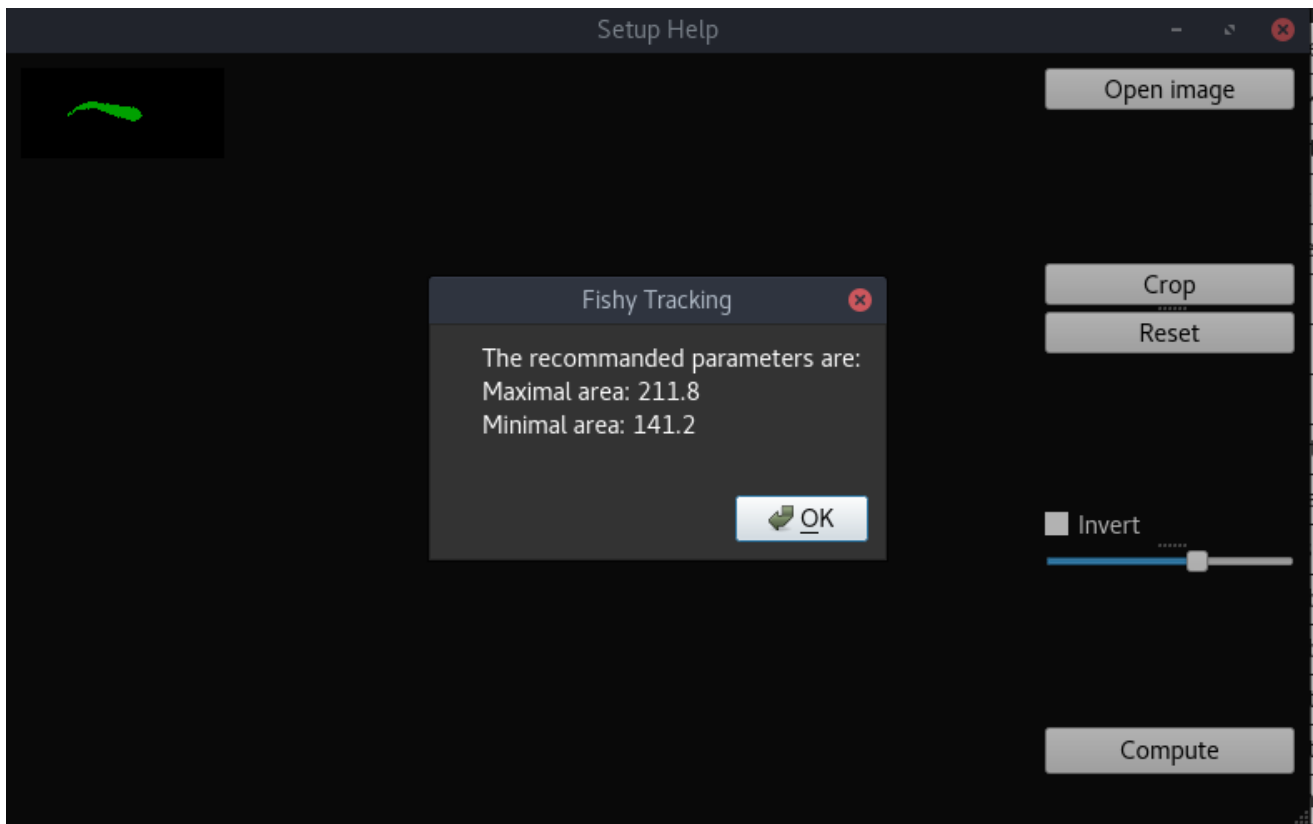 Setup Help
Open image
Crop
Reset
Fishy Tracking
The recommanded parameters are:
Maximal area: 211.8
Minimal area: 141.2
OK
Invert
Compute